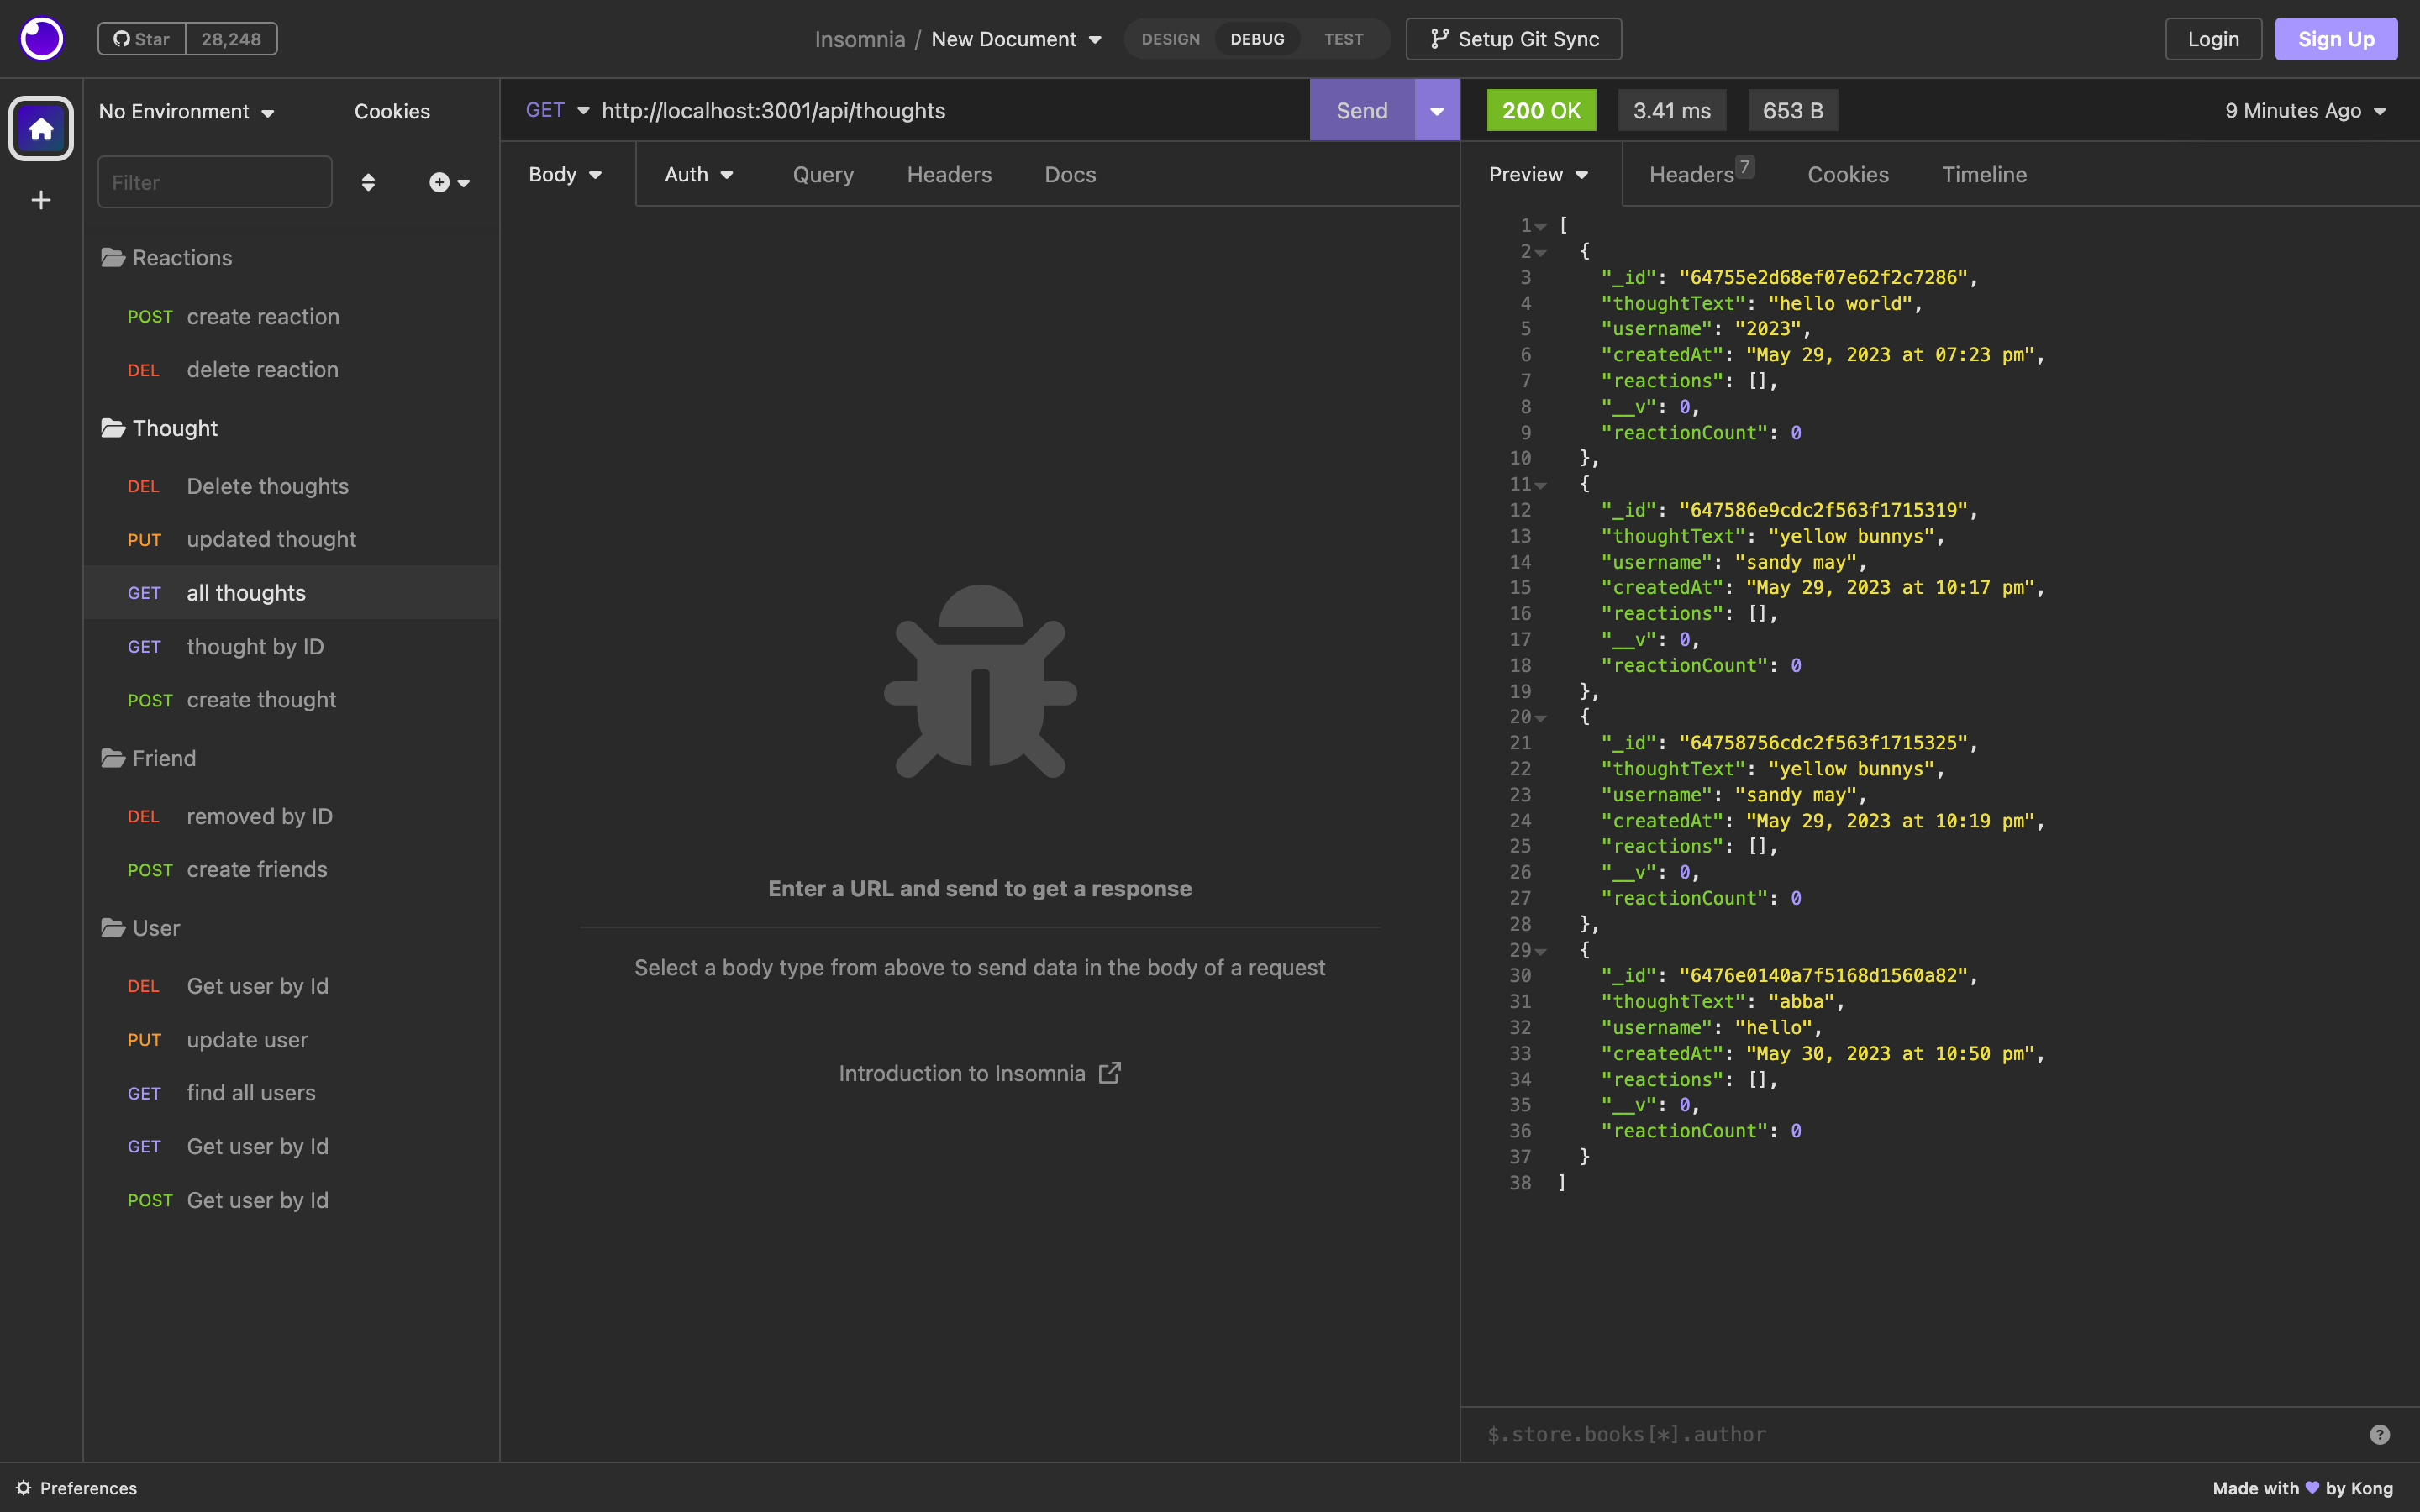 Star 28,248
Insomnia / New Document
DESIGN DEBUG TEST
Setup Git Sync
Login
Sign Up
No Environment
Cookies
Filter
Reactions
POST create reaction
DEL delete reaction
Thought
DEL Delete thoughts
PUT updated thought
GET all thoughts
GET thought by ID
POST create thought
Friend
DEL removed by ID
POST create friends
User
DEL Get user by Id
PUT update user
GET find all users
GET Get user by Id
POST Get user by Id
GET http://localhost:3001/api/thoughts Send
Body Auth Query Headers Docs
Enter a URL and send to get a response
Select a body type from above to send data in the body of a request
Introduction to Insomnia
200 OK 3.41 ms 653 B 9 Minutes Ago
Preview Headers 7 Cookies Timeline
1 [
2 {
3 "_id": "64755e2d68ef07e62f2c7286",
4 "thoughtText": "hello world",
5 "username": "2023",
6 "createdAt": "May 29, 2023 at 07:23 pm",
7 "reactions": [],
8 "__v": 0,
9 "reactionCount": 0
10 },
11 {
12 "_id": "647586e9cdc2f563f1715319",
13 "thoughtText": "yellow bunnys",
14 "username": "sandy may",
15 "createdAt": "May 29, 2023 at 10:17 pm",
16 "reactions": [],
17 "__v": 0,
18 "reactionCount": 0
19 },
20 {
21 "_id": "64758756cdc2f563f1715325",
22 "thoughtText": "yellow bunnys",
23 "username": "sandy may",
24 "createdAt": "May 29, 2023 at 10:19 pm",
25 "reactions": [],
26 "__v": 0,
27 "reactionCount": 0
28 },
29 {
30 "_id": "6476e0140a7f5168d1560a82",
31 "thoughtText": "abba",
32 "username": "hello",
33 "createdAt": "May 30, 2023 at 10:50 pm",
34 "reactions": [],
35 "__v": 0,
36 "reactionCount": 0
37 }
38 ]
$.store.books[*].author
?
Preferences
Made with 💜 by Kong